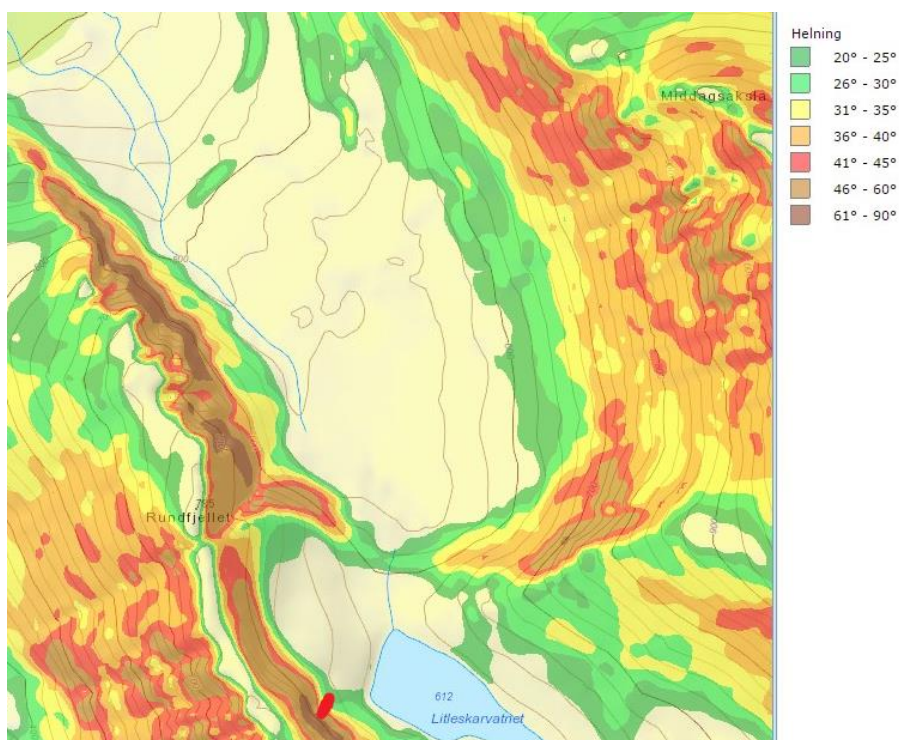 Helning
20° - 25°
26° - 30°
31° - 35°
36° - 40°
41° - 45°
46° - 60°
61° - 90°
Middagsaksla
600
Rundfjellet
612
Litleskarvatnet